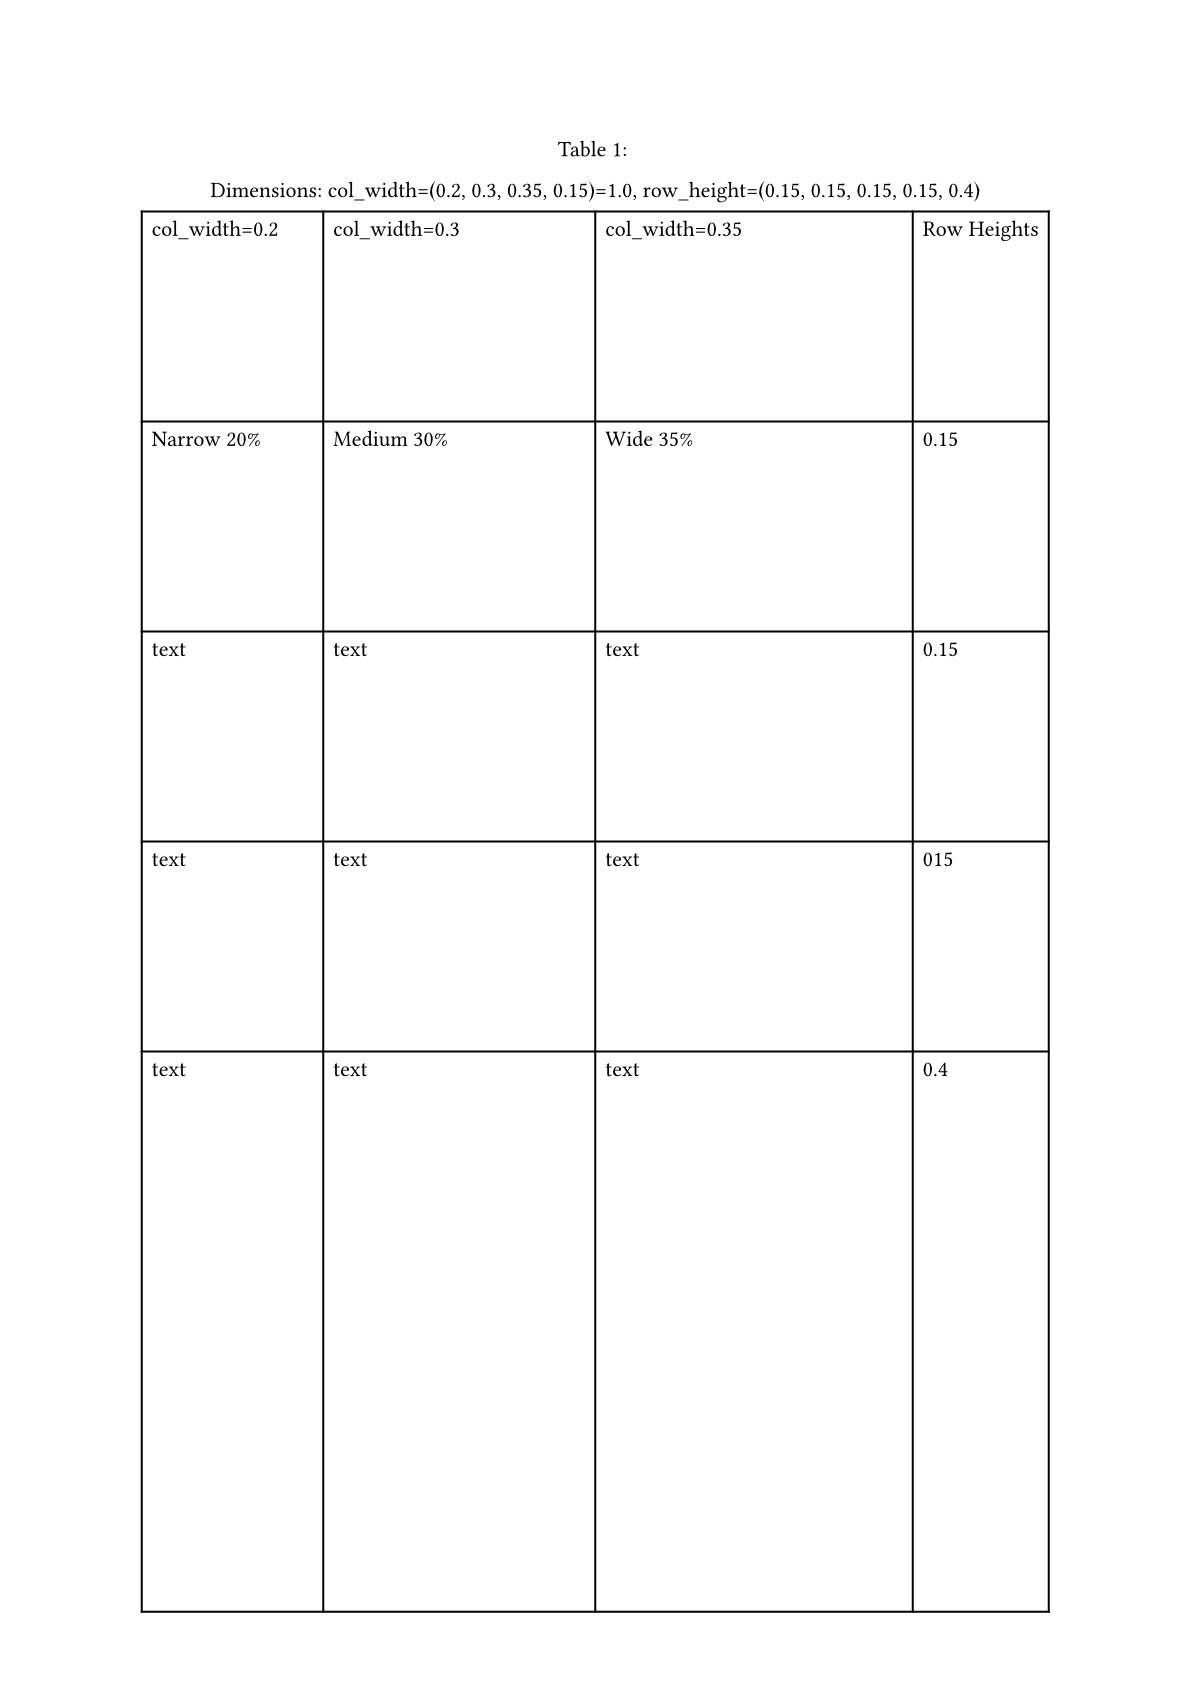 Table 1:
Dimensions: col_width=(0.2, 0.3, 0.35, 0.15)=1.0, row_height=(0.15, 0.15, 0.15, 0.15, 0.4)
col_width=0.2 col_width=0.3 col_width=0.35 Row Heights
Narrow 20% Medium 30% Wide 35% 0.15
text text text 0.15
text text text 015
text text text 0.4